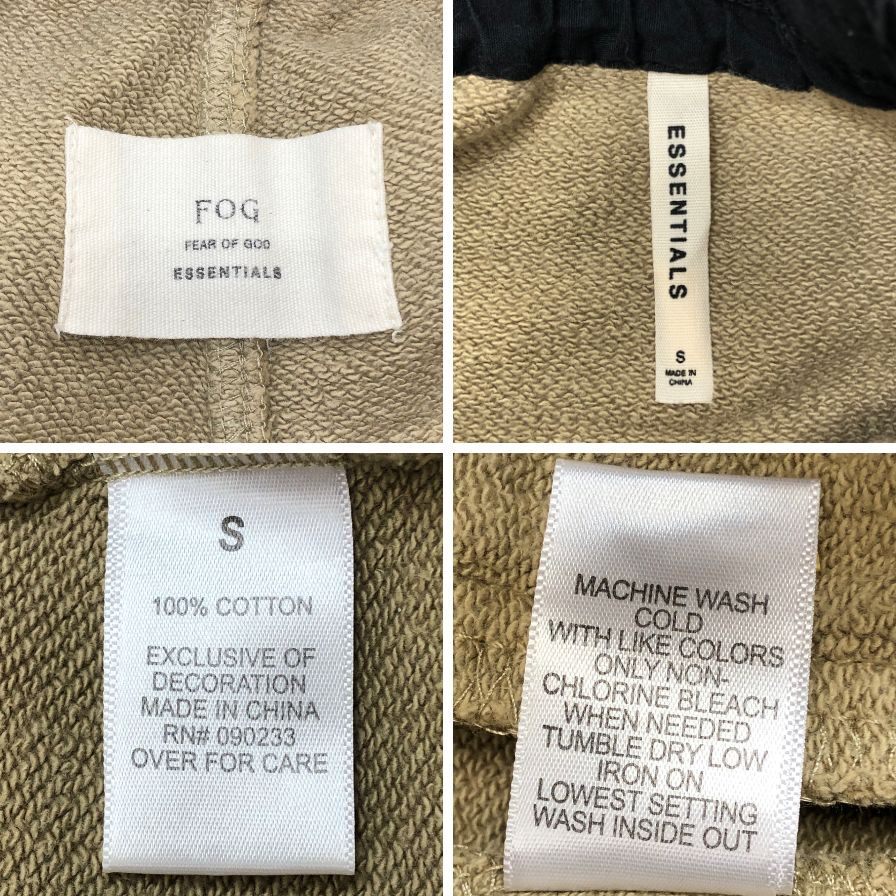 FOG
FEAR OF GOD
ESSENTIALS
ESSENTIALS
S
MADE IN
CHINA
S
100% COTTON
EXCLUSIVE OF
DECORATION
MADE IN CHINA
RN# 090233
OVER FOR CARE
MACHINE WASH
COLD
WITH LIKE COLORS
ONLY NON-
CHLORINE BLEACH
WHEN NEEDED
TUMBLE DRY LOW
IRON ON
LOWEST SETTING
WASH INSIDE OUT